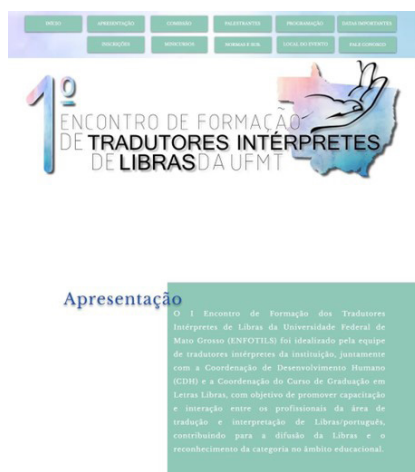 INÍCIO APRESENTAÇÃO COMISSÃO PALESTRANTES PROGRAMAÇÃO DATAS IMPORTANTES
INSCRIÇÕES MINICURSOS NORMAS E SUB. LOCAL DO EVENTO FALE CONOSCO
1º
ENCONTRO DE FORMAÇÃO
DE TRADUTORES INTÉRPRETES
DE LIBRAS DA UFMT
Apresentação
O I Encontro de Formação dos Tradutores
Intérpretes de Libras da Universidade Federal de
Mato Grosso (ENFOTILS) foi idealizado pela equipe
de tradutores intérpretes da instituição, juntamente
com a Coordenação de Desenvolvimento Humano
(CDH) e a Coordenação do Curso de Graduação em
Letras Libras, com objetivo de promover capacitação
e interação entre os profissionais da área de
tradução e interpretação de Libras/português,
contribuindo para a difusão da Libras e o
reconhecimento da categoria no âmbito educacional.